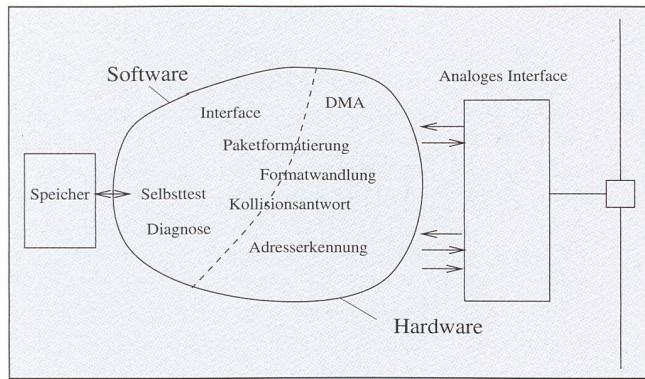 Software
Analoges Interface
DMA
Interface
Paketformatierung
Formatwandlung
Speicher
Selbsttest
Kollisionsantwort
Diagnose
Adresserkennung
Hardware